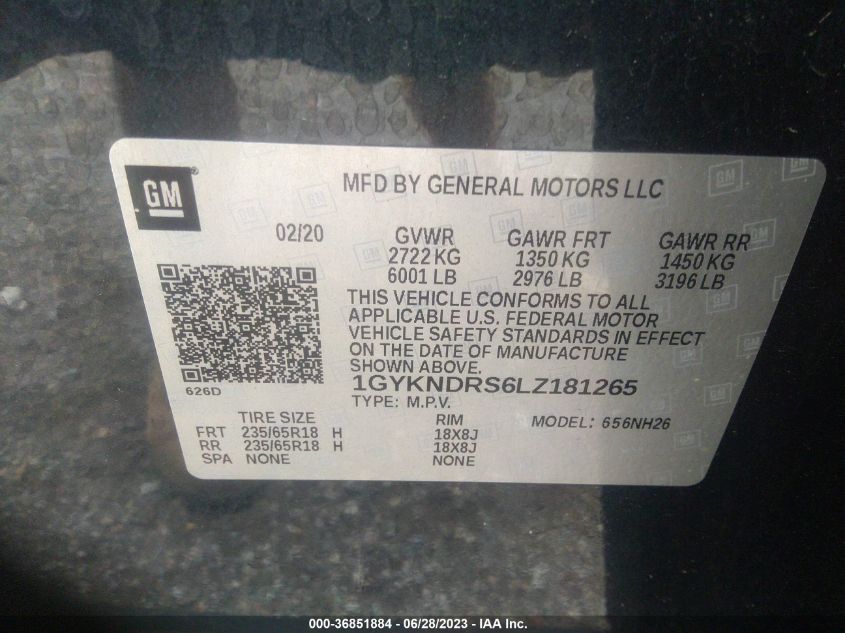 GM
MFD BY GENERAL MOTORS LLC
02/20 GVWR GAWR FRT GAWR RR
2722 KG 1350 KG 1450 KG
6001 LB 2976 LB 3196 LB
THIS VEHICLE CONFORMS TO ALL
APPLICABLE U.S. FEDERAL MOTOR
VEHICLE SAFETY STANDARDS IN EFFECT
ON THE DATE OF MANUFACTURE
SHOWN ABOVE.
626D
1GYKNDRS6LZ181265
TYPE: M.P.V.
TIRE SIZE RIM MODEL: 656NH26
FRT 235/65R18 H 18X8J
RR 235/65R18 H 18X8J
SPA NONE NONE
000-36851884 / 06/28/2023 - IAA Inc.